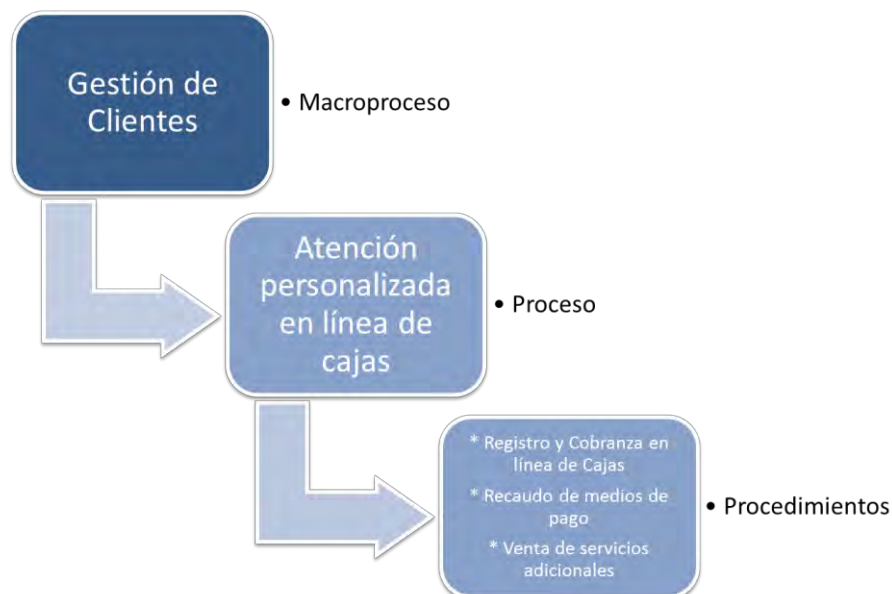 Gestión de
Clientes
• Macroproceso
Atención
personalizada
en línea de
cajas
• Proceso
* Registro y Cobranza en
línea de Cajas
* Recaudo de medios de
pago
* Venta de servicios
adicionales
• Procedimientos